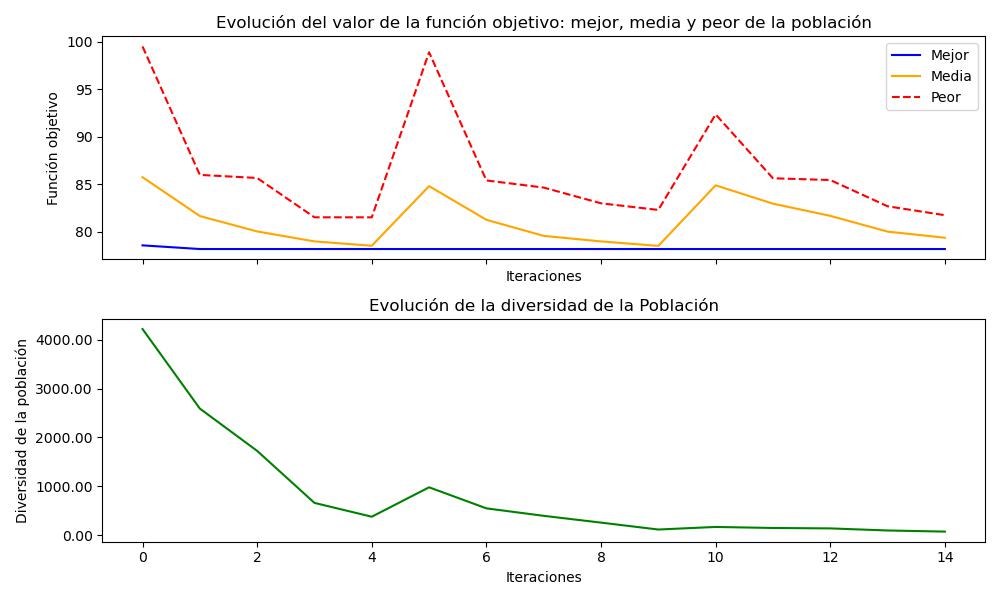 Evolución del valor de la función objetivo: mejor, media y peor de la población
Función objetivo
100
95
90
85
80
Mejor
Media
Peor
Iteraciones
Evolución de la diversidad de la Población
Diversidad de la población
4000.00
3000.00
2000.00
1000.00
0.00
0 2 4 6 8 10 12 14
Iteraciones